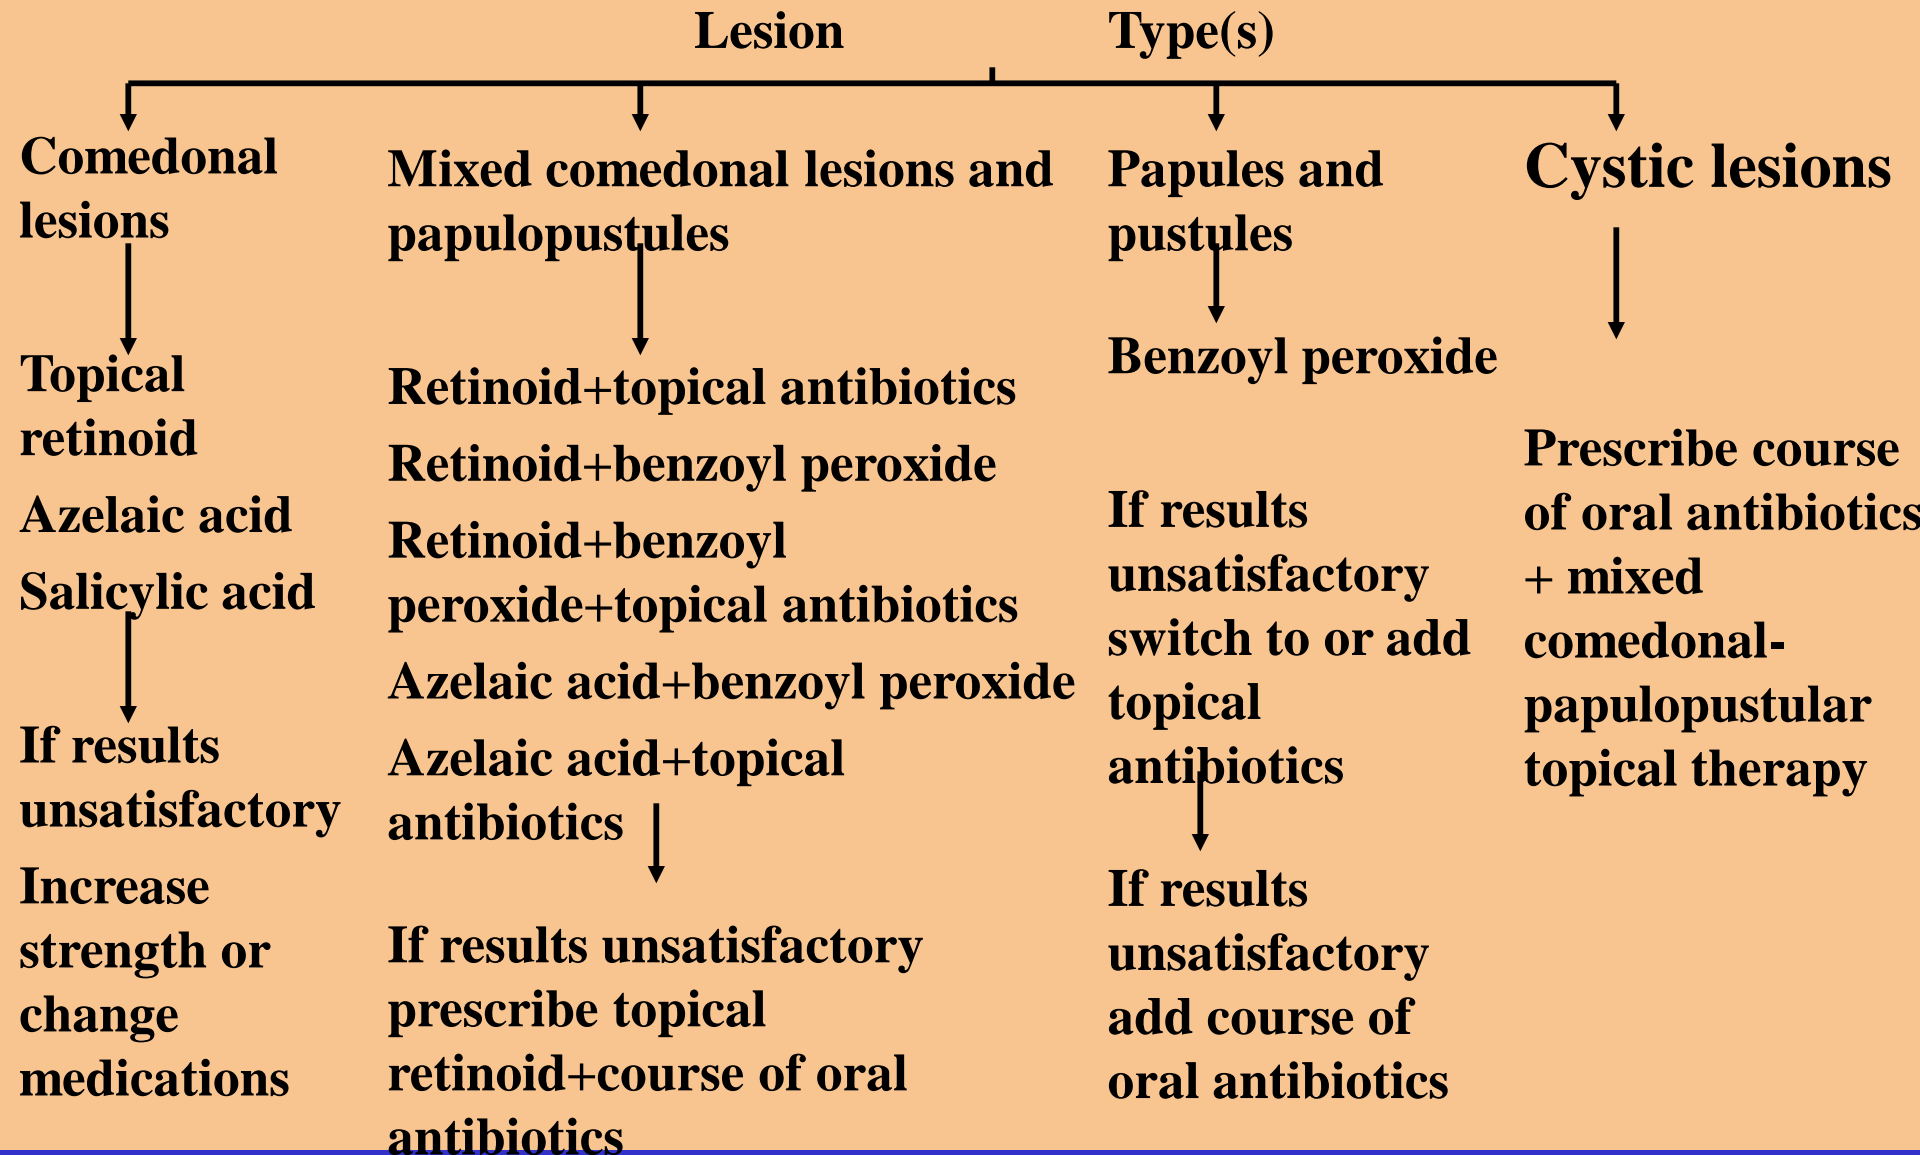 Lesion Type(s)
Comedonal
lesions
Topical
retinoid
Azelaic acid
Salicylic acid
If results
unsatisfactory
Increase
strength or
change
medications
Mixed comedonal lesions and
papulopustules
Retinoid+topical antibiotics
Retinoid+benzoyl peroxide
Retinoid+benzoyl
peroxide+topical antibiotics
Azelaic acid+benzoyl peroxide
Azelaic acid+topical
antibiotics
If results unsatisfactory
prescribe topical
retinoid+course of oral
antibiotics
Papules and
pustules
Benzoyl peroxide
If results
unsatisfactory
switch to or add
topical
antibiotics
If results
unsatisfactory
add course of
oral antibiotics
Cystic lesions
Prescribe course
of oral antibiotics
+ mixed
comedonal-
papulopustular
topical therapy